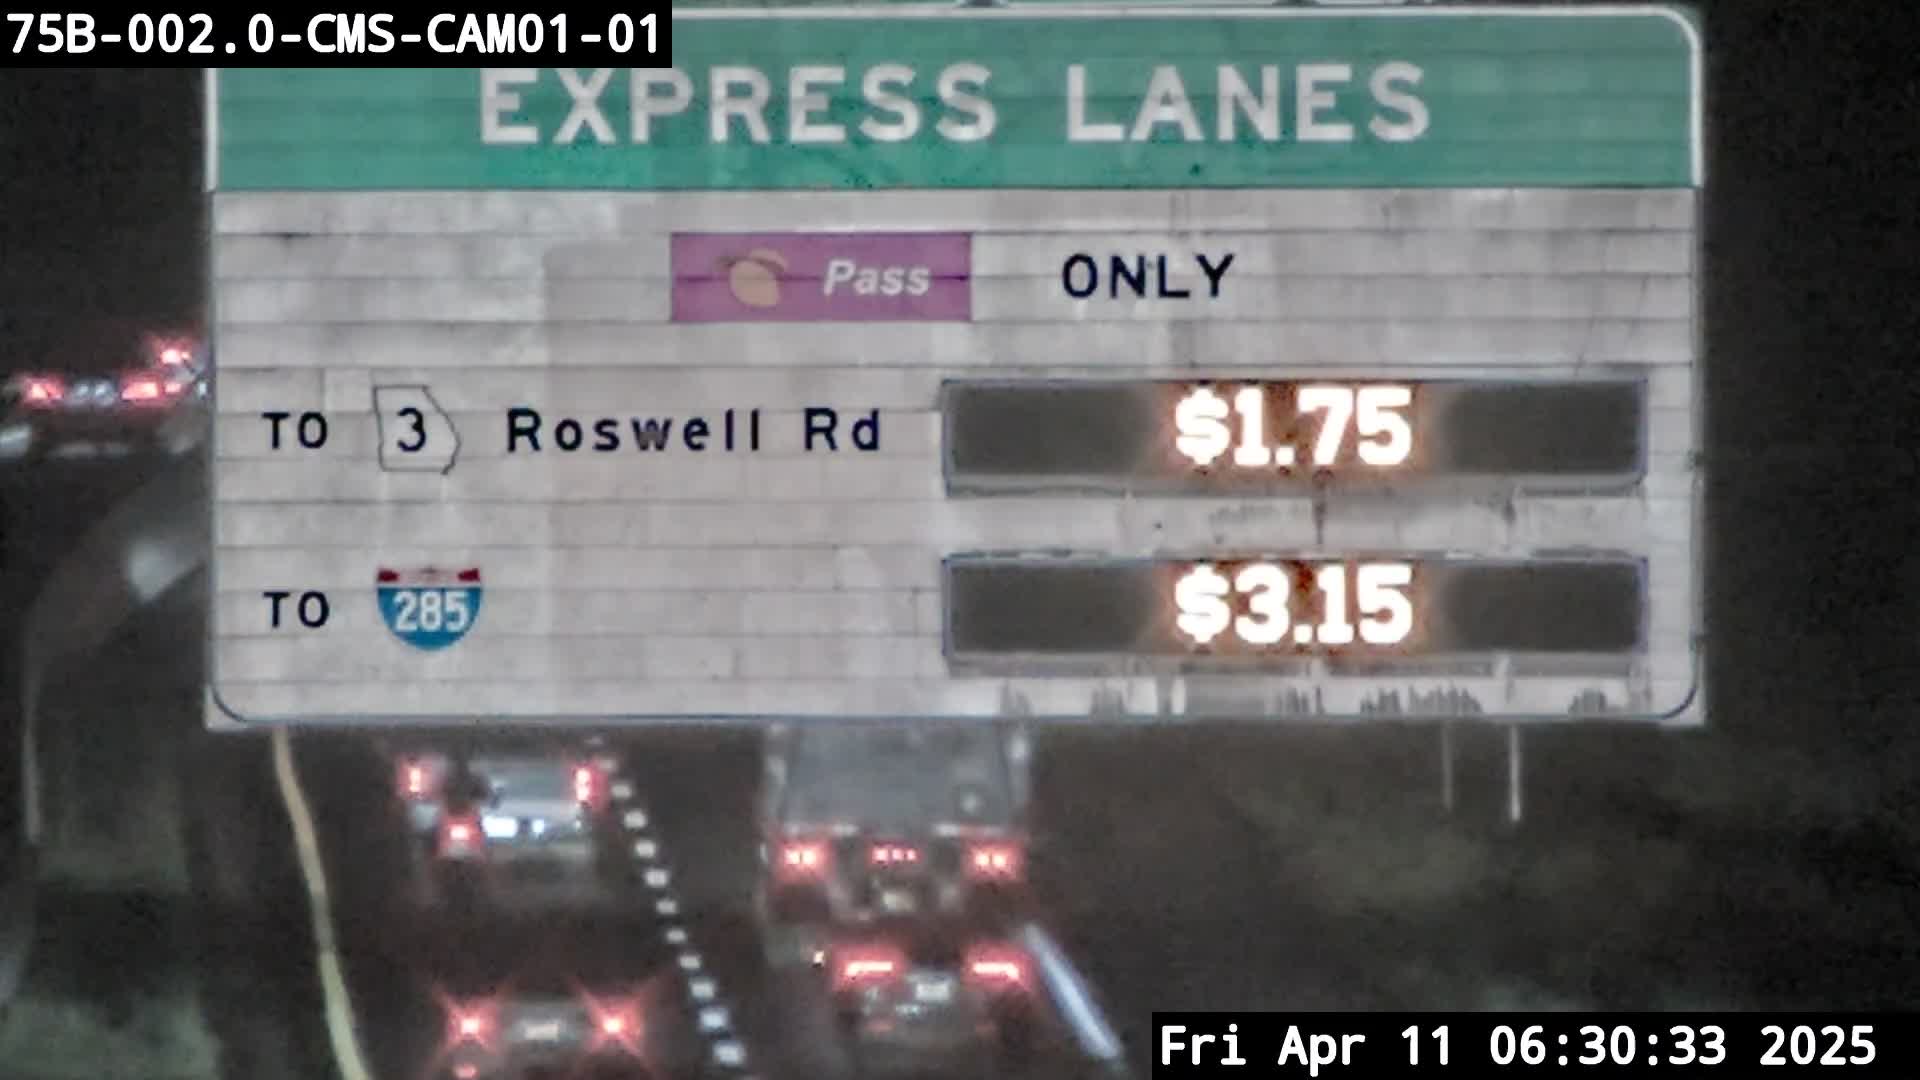 75B-002.0-CMS-CAM01-01
EXPRESS LANES
Pass ONLY
TO 3 Roswell Rd $1.75
TO 285 $3.15
Fri Apr 11 06:30:33 2025